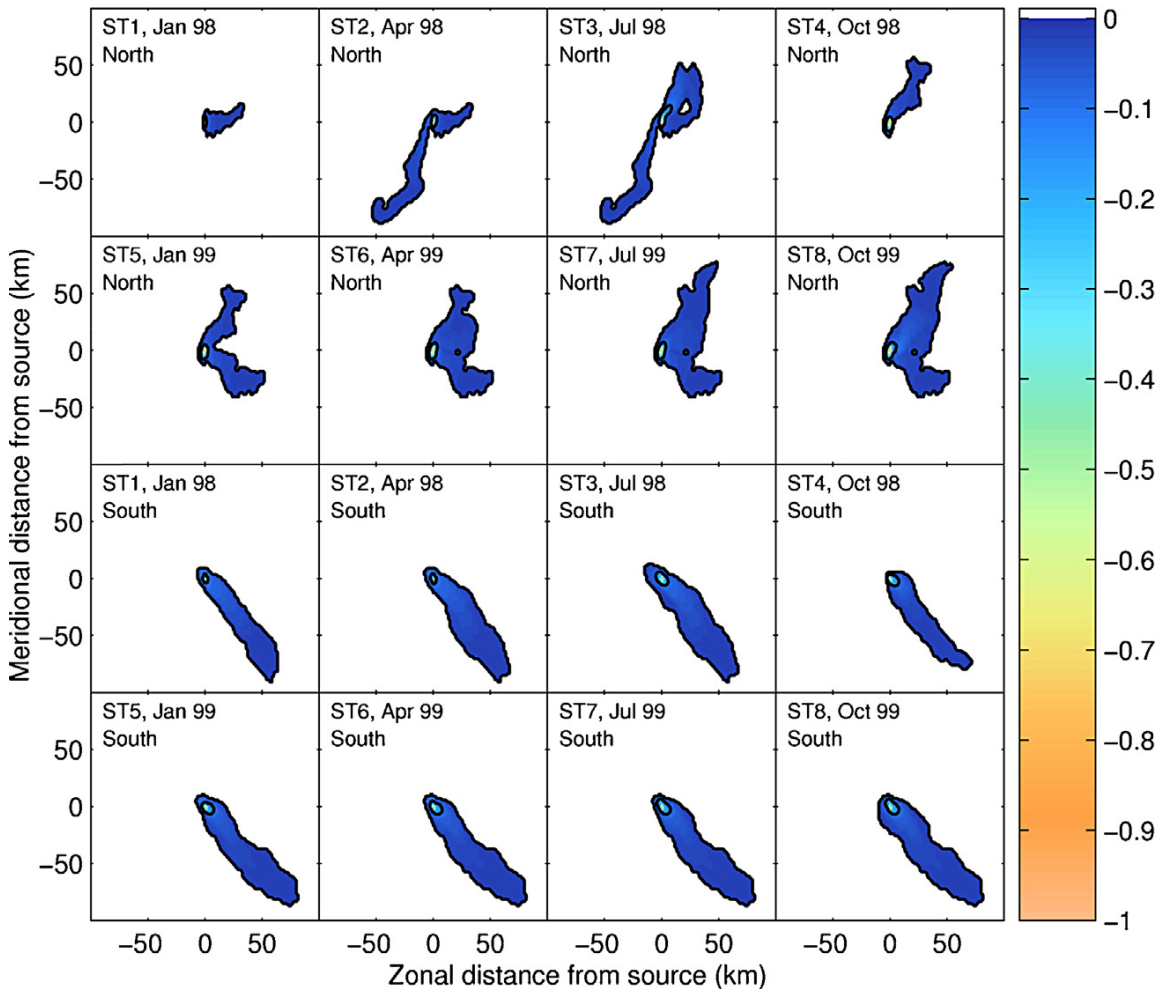 ST1, Jan 98
North
ST2, Apr 98
North
ST3, Jul 98
North
ST4, Oct 98
North
50
0
−50
ST5, Jan 99
North
ST6, Apr 99
North
ST7, Jul 99
North
ST8, Oct 99
North
50
0
−50
ST1, Jan 98
South
ST2, Apr 98
South
ST3, Jul 98
South
ST4, Oct 98
South
50
0
−50
ST5, Jan 99
South
ST6, Apr 99
South
ST7, Jul 99
South
ST8, Oct 99
South
50
0
−50
−50 0 50 −50 0 50 −50 0 50 −50 0 50
Zonal distance from source (km)
Meridional distance from source (km)
0
−0.1
−0.2
−0.3
−0.4
−0.5
−0.6
−0.7
−0.8
−0.9
−1